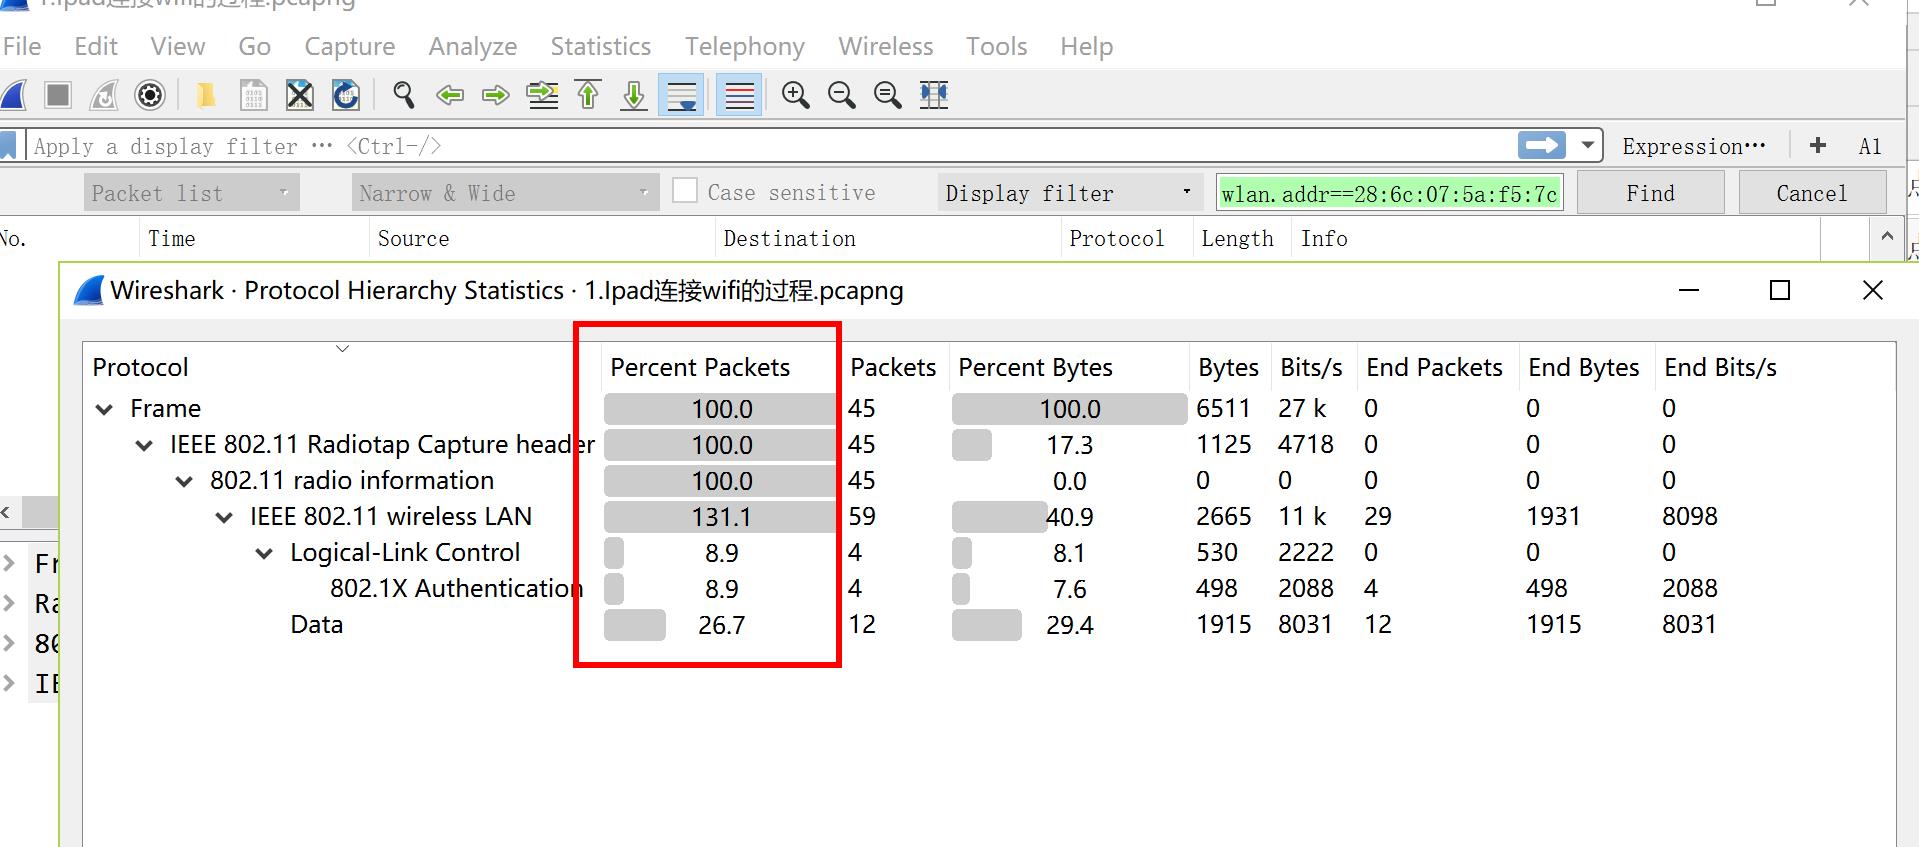 1.Ipad连接wifi的过程.pcapng
File Edit View Go Capture Analyze Statistics Telephony Wireless Tools Help
Apply a display filter ··· <Ctrl-/> Expression··· + Al
Packet list Narrow & Wide Case sensitive Display filter wlan.addr==28:6c:07:5a:f5:7c Find Cancel
No. Time Source Destination Protocol Length Info
Wireshark · Protocol Hierarchy Statistics · 1.Ipad连接wifi的过程.pcapng
Protocol Percent Packets Packets Percent Bytes Bytes Bits/s End Packets End Bytes End Bits/s
Frame 100.0 45 100.0 6511 27 k 0 0 0
IEEE 802.11 Radiotap Capture header 100.0 45 17.3 1125 4718 0 0 0
802.11 radio information 100.0 45 0.0 0 0 0 0 0
IEEE 802.11 wireless LAN 131.1 59 40.9 2665 11 k 29 1931 8098
Logical-Link Control 8.9 4 8.1 530 2222 0 0 0
802.1X Authentication 8.9 4 7.6 498 2088 4 498 2088
Data 26.7 12 29.4 1915 8031 12 1915 8031
Fr
Ra
80
IE